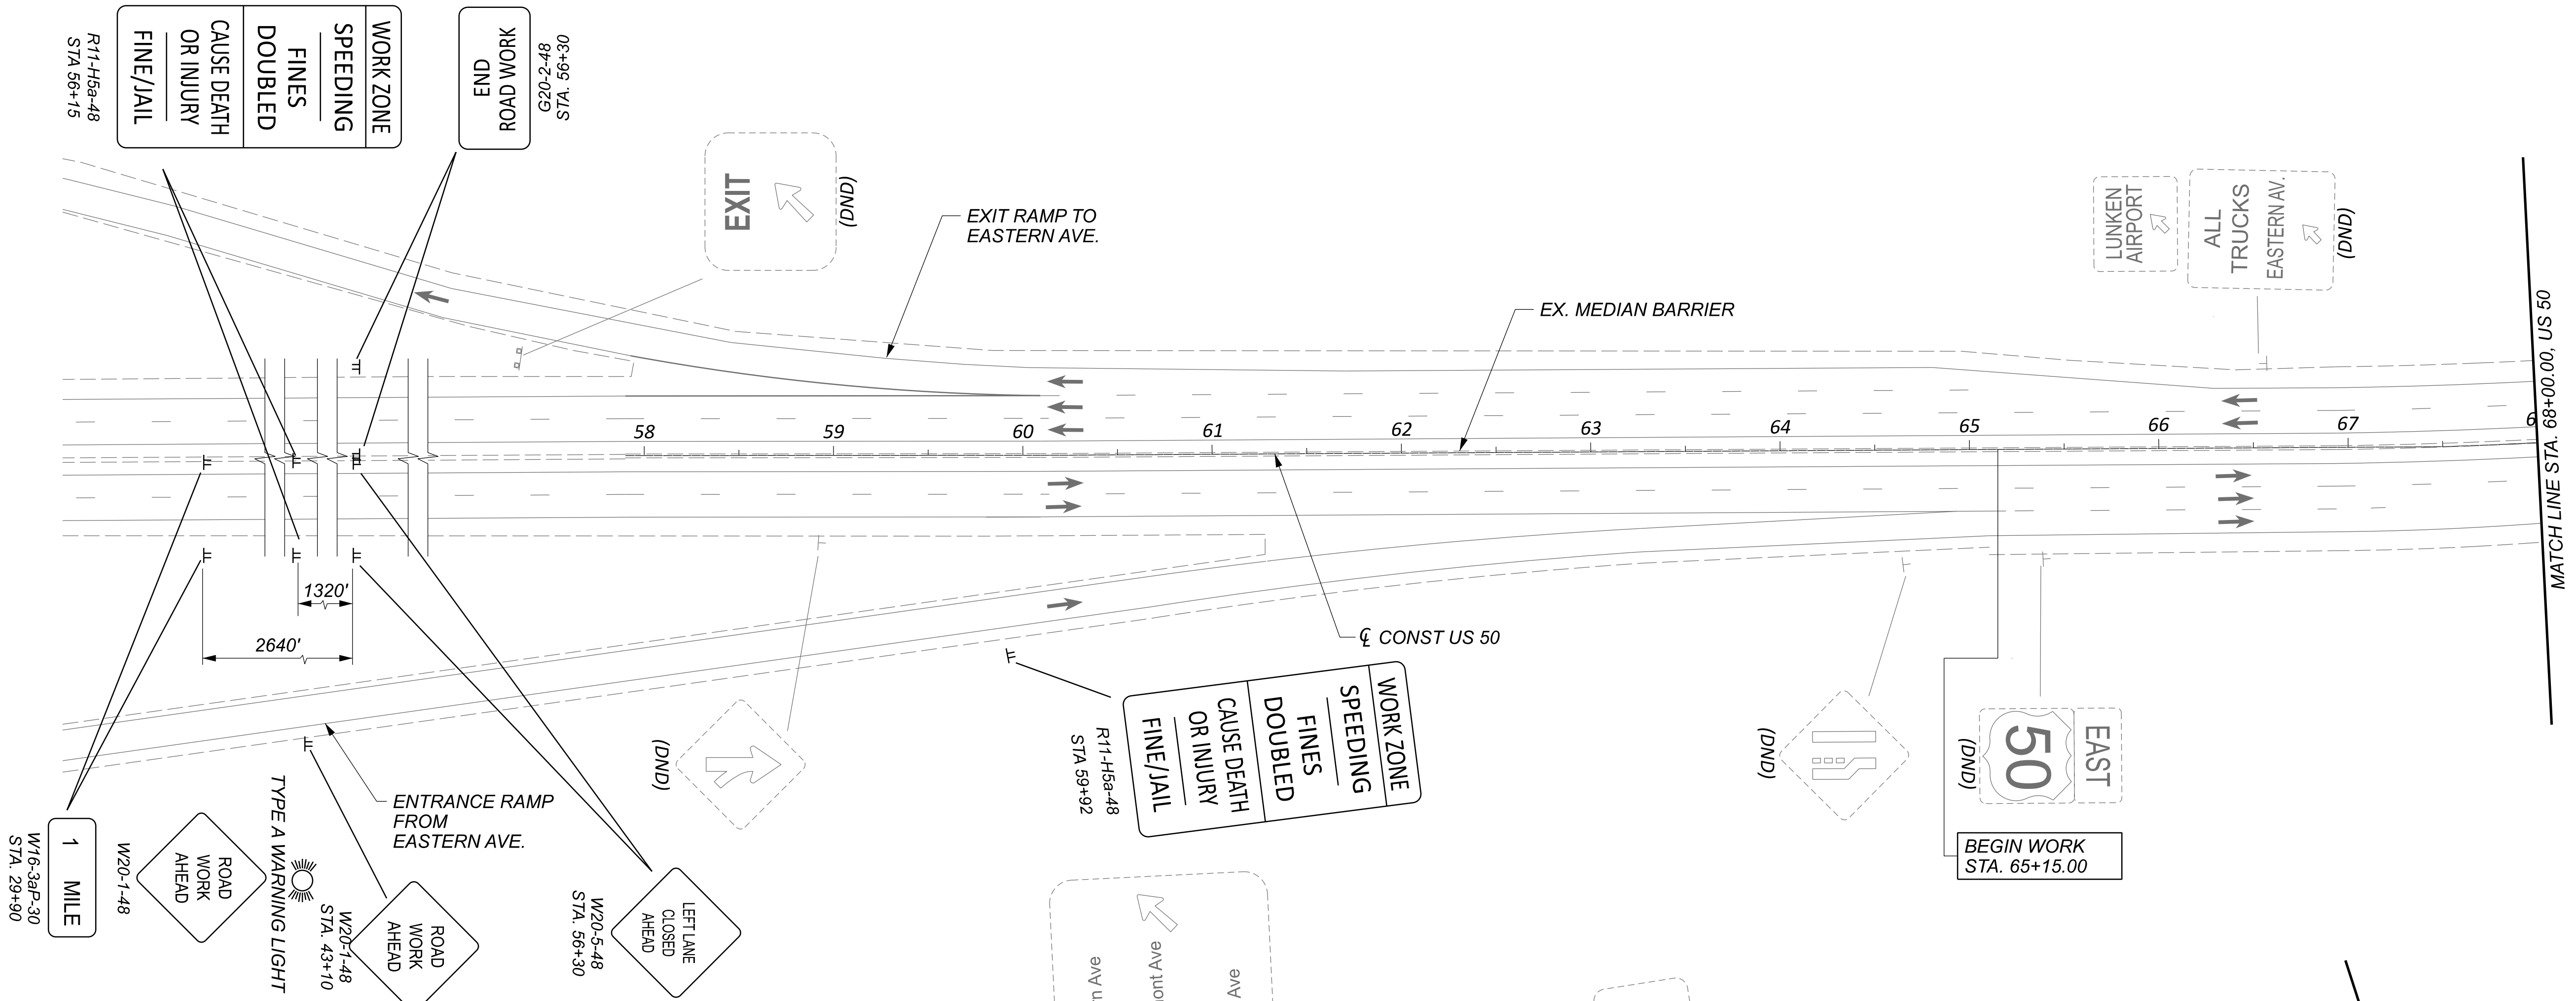 WORK ZONE
SPEEDING
FINES
DOUBLED
CAUSE DEATH
OR INJURY
FINE/JAIL
R11-H5a-48
STA 56+15
END
ROAD WORK
G20-2-48
STA. 56+30
EXIT
(DND)
EXIT RAMP TO
EASTERN AVE.
EX. MEDIAN BARRIER
LUNKEN
AIRPORT
ALL
TRUCKS
EASTERN AV.
(DND)
MATCH LINE STA. 68+00.00, US 50
58 59 60 61 62 63 64 65 66 67
1320'
2640'
℄ CONST US 50
WORK ZONE
SPEEDING
FINES
DOUBLED
CAUSE DEATH
OR INJURY
FINE/JAIL
R11-H5a-48
STA 59+92
(DND)
(DND)
EAST
50
(DND)
BEGIN WORK
STA. 65+15.00
ENTRANCE RAMP
FROM
EASTERN AVE.
1 MILE
W16-3aP-30
STA. 29+90
ROAD
WORK
AHEAD
W20-1-48
TYPE A WARNING LIGHT
ROAD
WORK
AHEAD
W20-1-48
STA. 43+10
LEFT LANE
CLOSED
AHEAD
W20-5-48
STA. 56+30
Ave
Ave
Ave